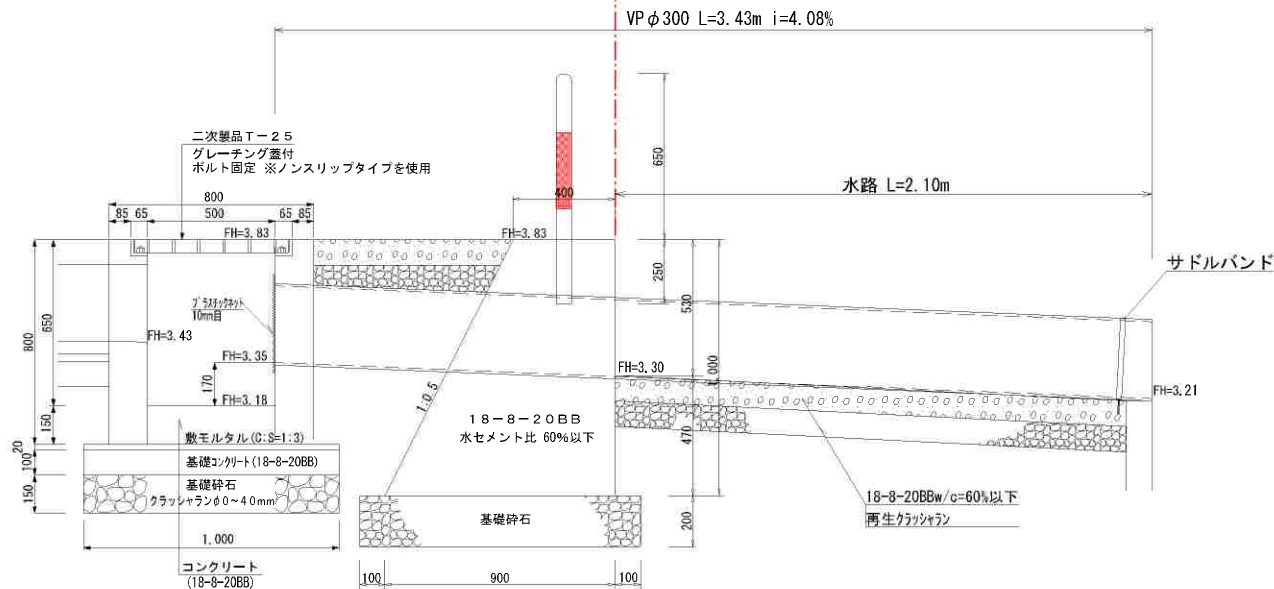 VPφ300 L=3.43m i=4.08%
二次製品T-25
グレーチング蓋付
ボルト固定 ※ノンスリップタイプを使用
650
水路 L=2.10m
400
800
85 65 500 65 85
FH=3.83
FH=3.83
サドルバンド
250
530
プラスチックネット
10mm目
800
650
FH=3.43
FH=3.35
FH=3.30
1,000
170
FH=3.21
FH=3.18
1:0.5
18-8-20BB
水セメント比 60%以下
150
敷モルタル(C:S=1:3)
470
20
基礎コンクリート(18-8-20BB)
100
基礎砕石
クラッシャランφ0~40mm
150
18-8-20BBw/c=60%以下
再生クラッシャラン
基礎砕石
200
1,000
コンクリート
(18-8-20BB)
100 900 100